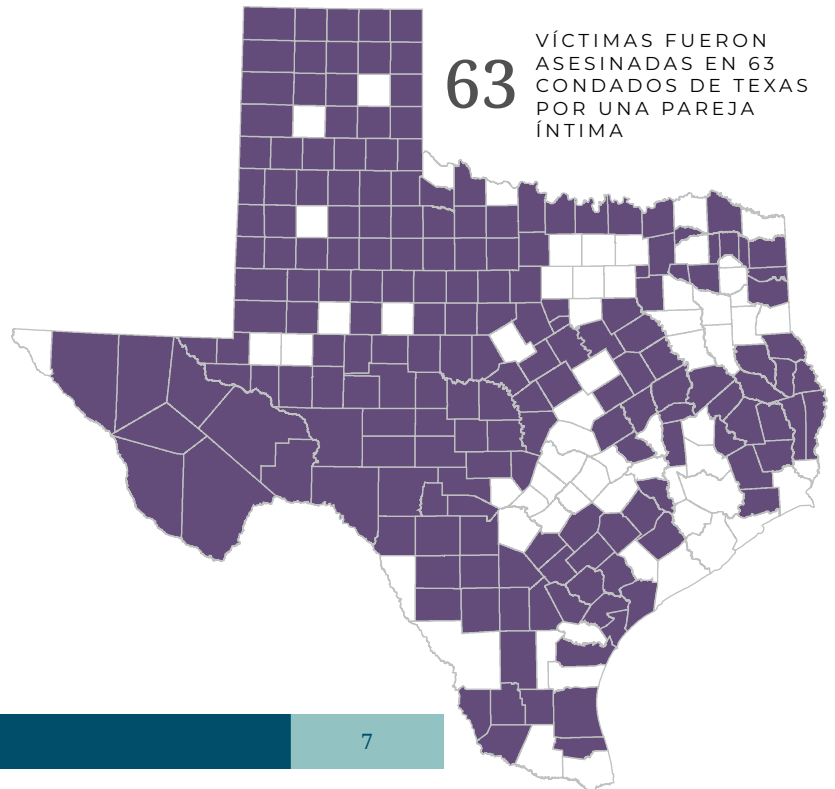 63
VÍCTIMAS FUERON
ASESINADAS EN 63
CONDADOS DE TEXAS
POR UNA PAREJA
ÍNTIMA
7